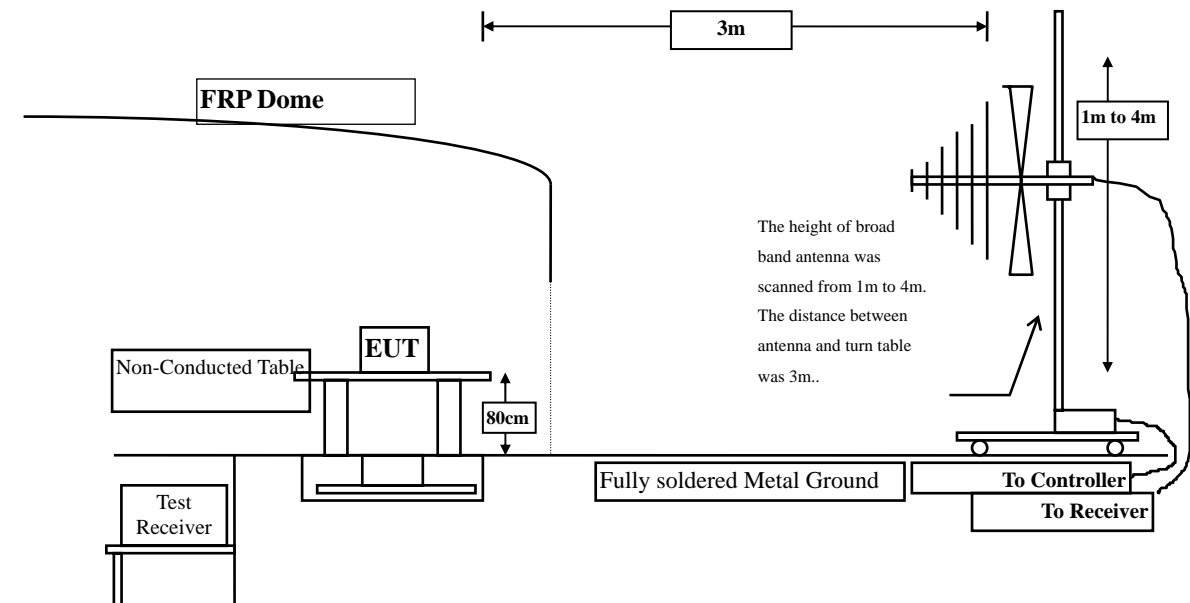 3m
FRP Dome
1m to 4m
The height of broad
band antenna was
scanned from 1m to 4m.
The distance between
antenna and turn table
was 3m..
EUT
Non-Conducted Table
80cm
Fully soldered Metal Ground
To Controller
Test
Receiver
To Receiver